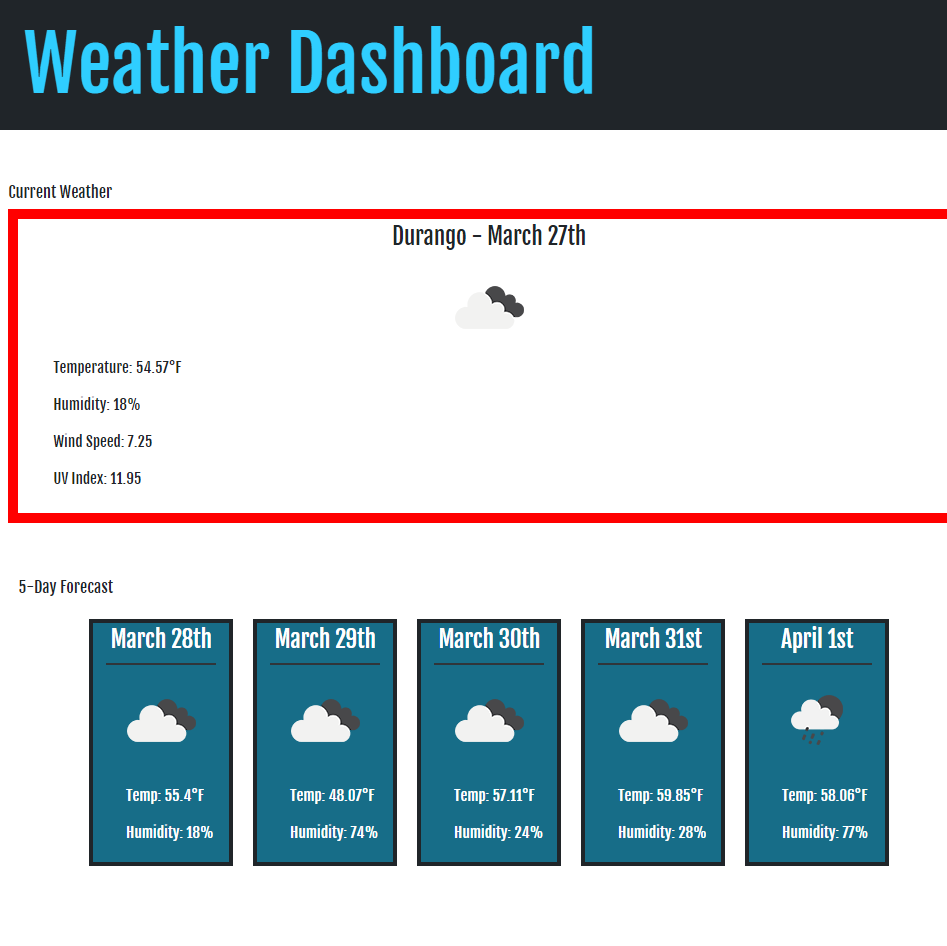 Weather Dashboard
Current Weather
Durango - March 27th
Temperature: 54.57°F
Humidity: 18%
Wind Speed: 7.25
UV Index: 11.95
5-Day Forecast
March 28th
Temp: 55.4°F
Humidity: 18%
March 29th
Temp: 48.07°F
Humidity: 74%
March 30th
Temp: 57.11°F
Humidity: 24%
March 31st
Temp: 59.85°F
Humidity: 28%
April 1st
Temp: 58.06°F
Humidity: 77%